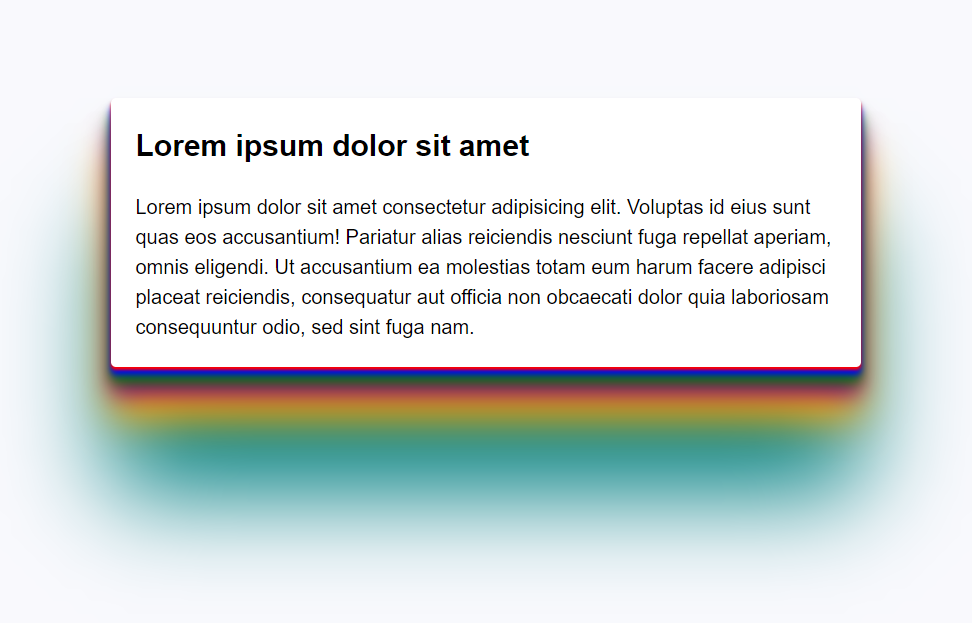 Lorem ipsum dolor sit amet
Lorem ipsum dolor sit amet consectetur adipisicing elit. Voluptas id eius sunt
quas eos accusantium! Pariatur alias reiciendis nesciunt fuga repellat aperiam,
omnis eligendi. Ut accusantium ea molestias totam eum harum facere adipisci
placeat reiciendis, consequatur aut officia non obcaecati dolor quia laboriosam
consequuntur odio, sed sint fuga nam.